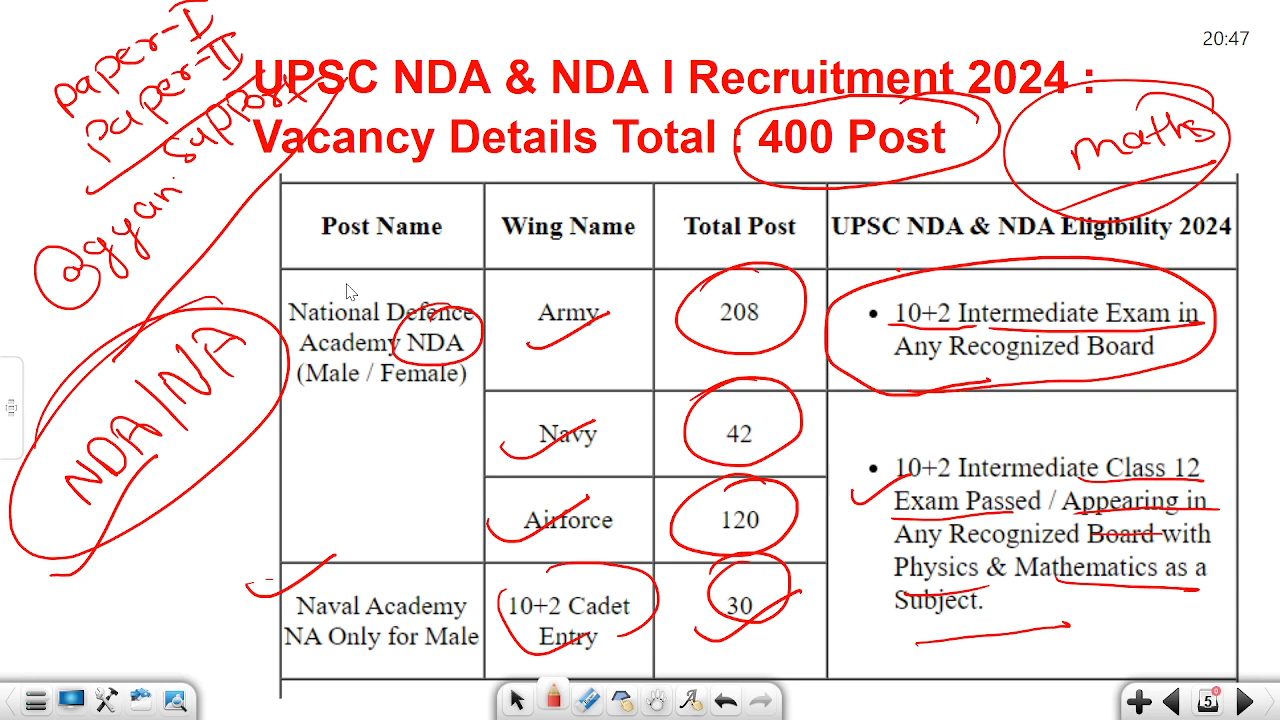 20:47
paper-I
paper-II
@gyan support
UPSC NDA & NDA I Recruitment 2024 :
Vacancy Details Total : 400 Post
maths
Post Name
Wing Name
Total Post
UPSC NDA & NDA Eligibility 2024
National Defence
Academy NDA
(Male / Female)
Army
208
10+2 Intermediate Exam in
Any Recognized Board
NDA/NA
Navy
42
Airforce
120
10+2 Intermediate Class 12
Exam Passed / Appearing in
Any Recognized Board with
Physics & Mathematics as a
Subject.
Naval Academy
NA Only for Male
10+2 Cadet
Entry
30
5
0